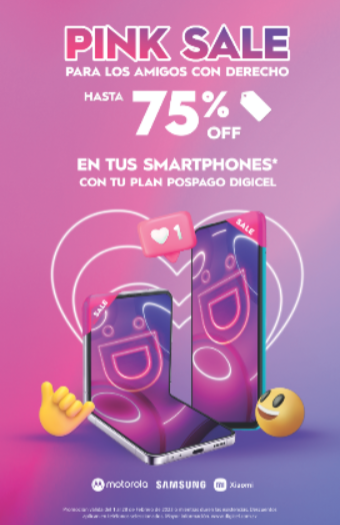 PINK SALE
PARA LOS AMIGOS CON DERECHO
HASTA
75%
OFF
EN TUS SMARTPHONES*
CON TU PLAN POSPAGO DIGICEL
1
SALE
SALE
motorola SAMSUNG mi Xiaomi